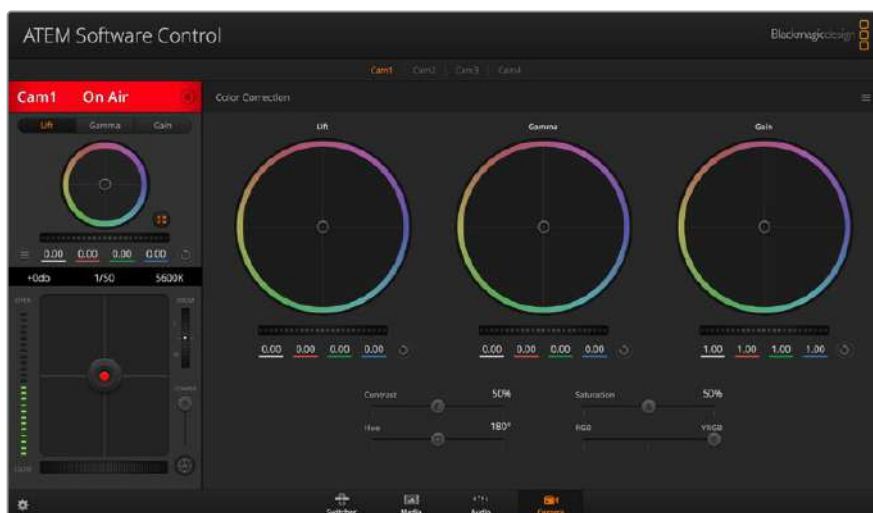 ATEM Software Control
Blackmagicdesign
Cam1 Cam2 Cam3 Cam4
Cam1 On Air
Color Correction
Lift Gamma Gain
Lift Gamma Gain
0.00 0.00 0.00 0.00
+0db 1/50 5600K
0.00 0.00 0.00 0.00
0.00 0.00 0.00 0.00
1.00 1.00 1.00 1.00
Contrast 50%
Saturation 50%
Hue 180°
RGB YRGB
Switcher Media Audio Camera